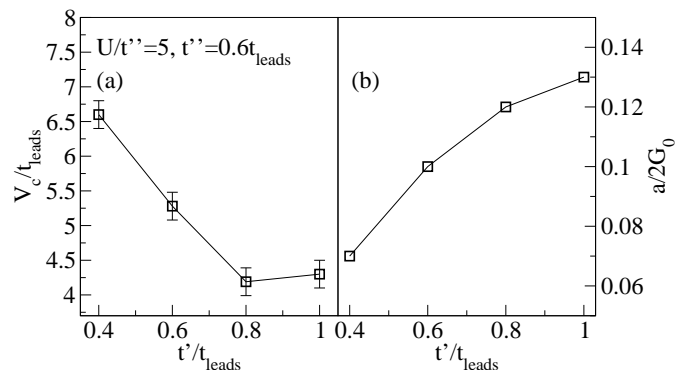 8
7.5
7
6.5
6
5.5
5
4.5
4
V_c/t_leads
U/t''=5, t''=0.6t_leads
(a)
0.4 0.6 0.8 1
t'/t_leads
(b)
0.4 0.6 0.8 1
t'/t_leads
0.14
0.12
0.1
0.08
0.06
a/2G_0